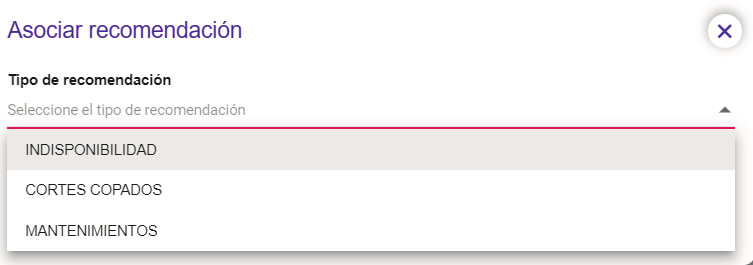 Asociar recomendación
Tipo de recomendación
Seleccione el tipo de recomendación
INDISPONIBILIDAD
CORTES COPADOS
MANTENIMIENTOS